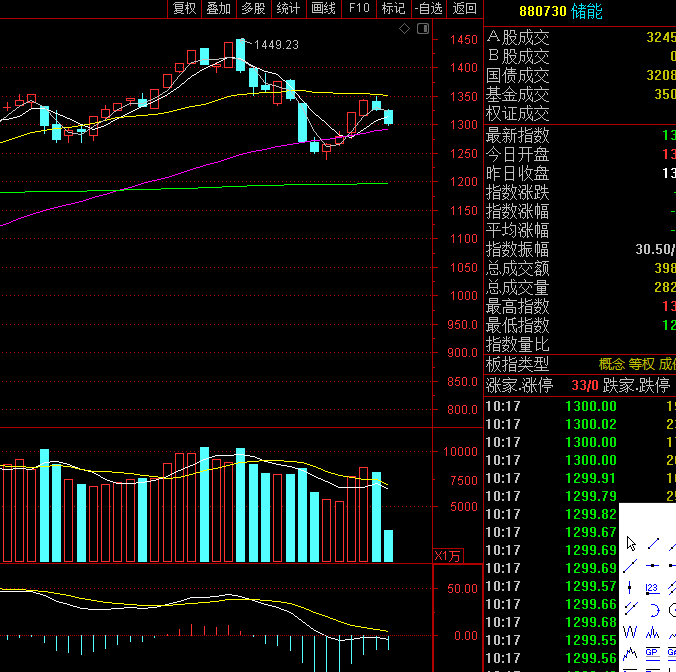 复权 叠加 多股 统计 画线 F10 标记 -自选 返回
880730 储能
1449.23
1450
1400
1350
1300
1250
1200
1150
1100
1050
1000
950.0
900.0
850.0
800.0
10000
7500
5000
X1万
50.00
0.00
A股成交 3245
B股成交 0
国债成交 3208
基金成交 350
权证成交
最新指数 13
今日开盘 13
昨日收盘 13
指数涨跌 -
指数涨幅 -
平均涨幅 -
指数振幅 30.50/
总成交额 398
总成交量 282
最高指数 13
最低指数 12
指数量比
板指类型 概念 等权 成份
涨家.涨停 33/0 跌家.跌停
10:17 1300.00 19
10:17 1300.02 23
10:17 1300.00 17
10:17 1300.00 20
10:17 1299.91 10
10:17 1299.79 25
10:17 1299.82
10:17 1299.67
10:17 1299.69
10:17 1299.69
10:17 1299.57
10:17 1299.66
10:17 1299.68
10:17 1299.55
10:17 1299.56
123
GP